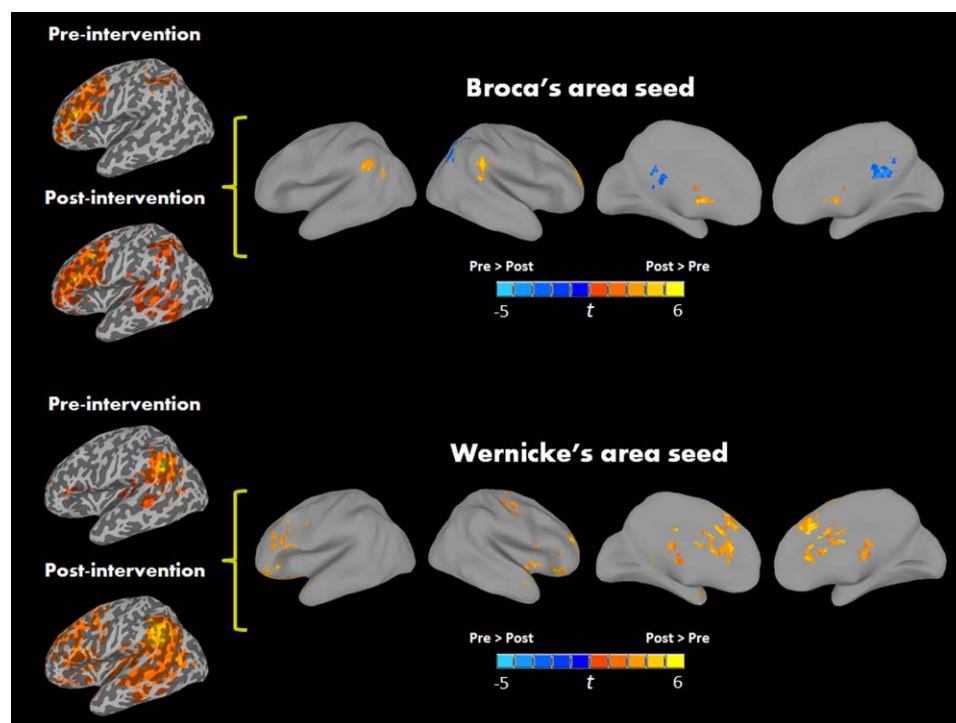 Pre-intervention
Broca's area seed
Post-intervention
Pre > Post Post > Pre
-5 t 6
Pre-intervention
Wernicke's area seed
Post-intervention
Pre > Post Post > Pre
-5 t 6